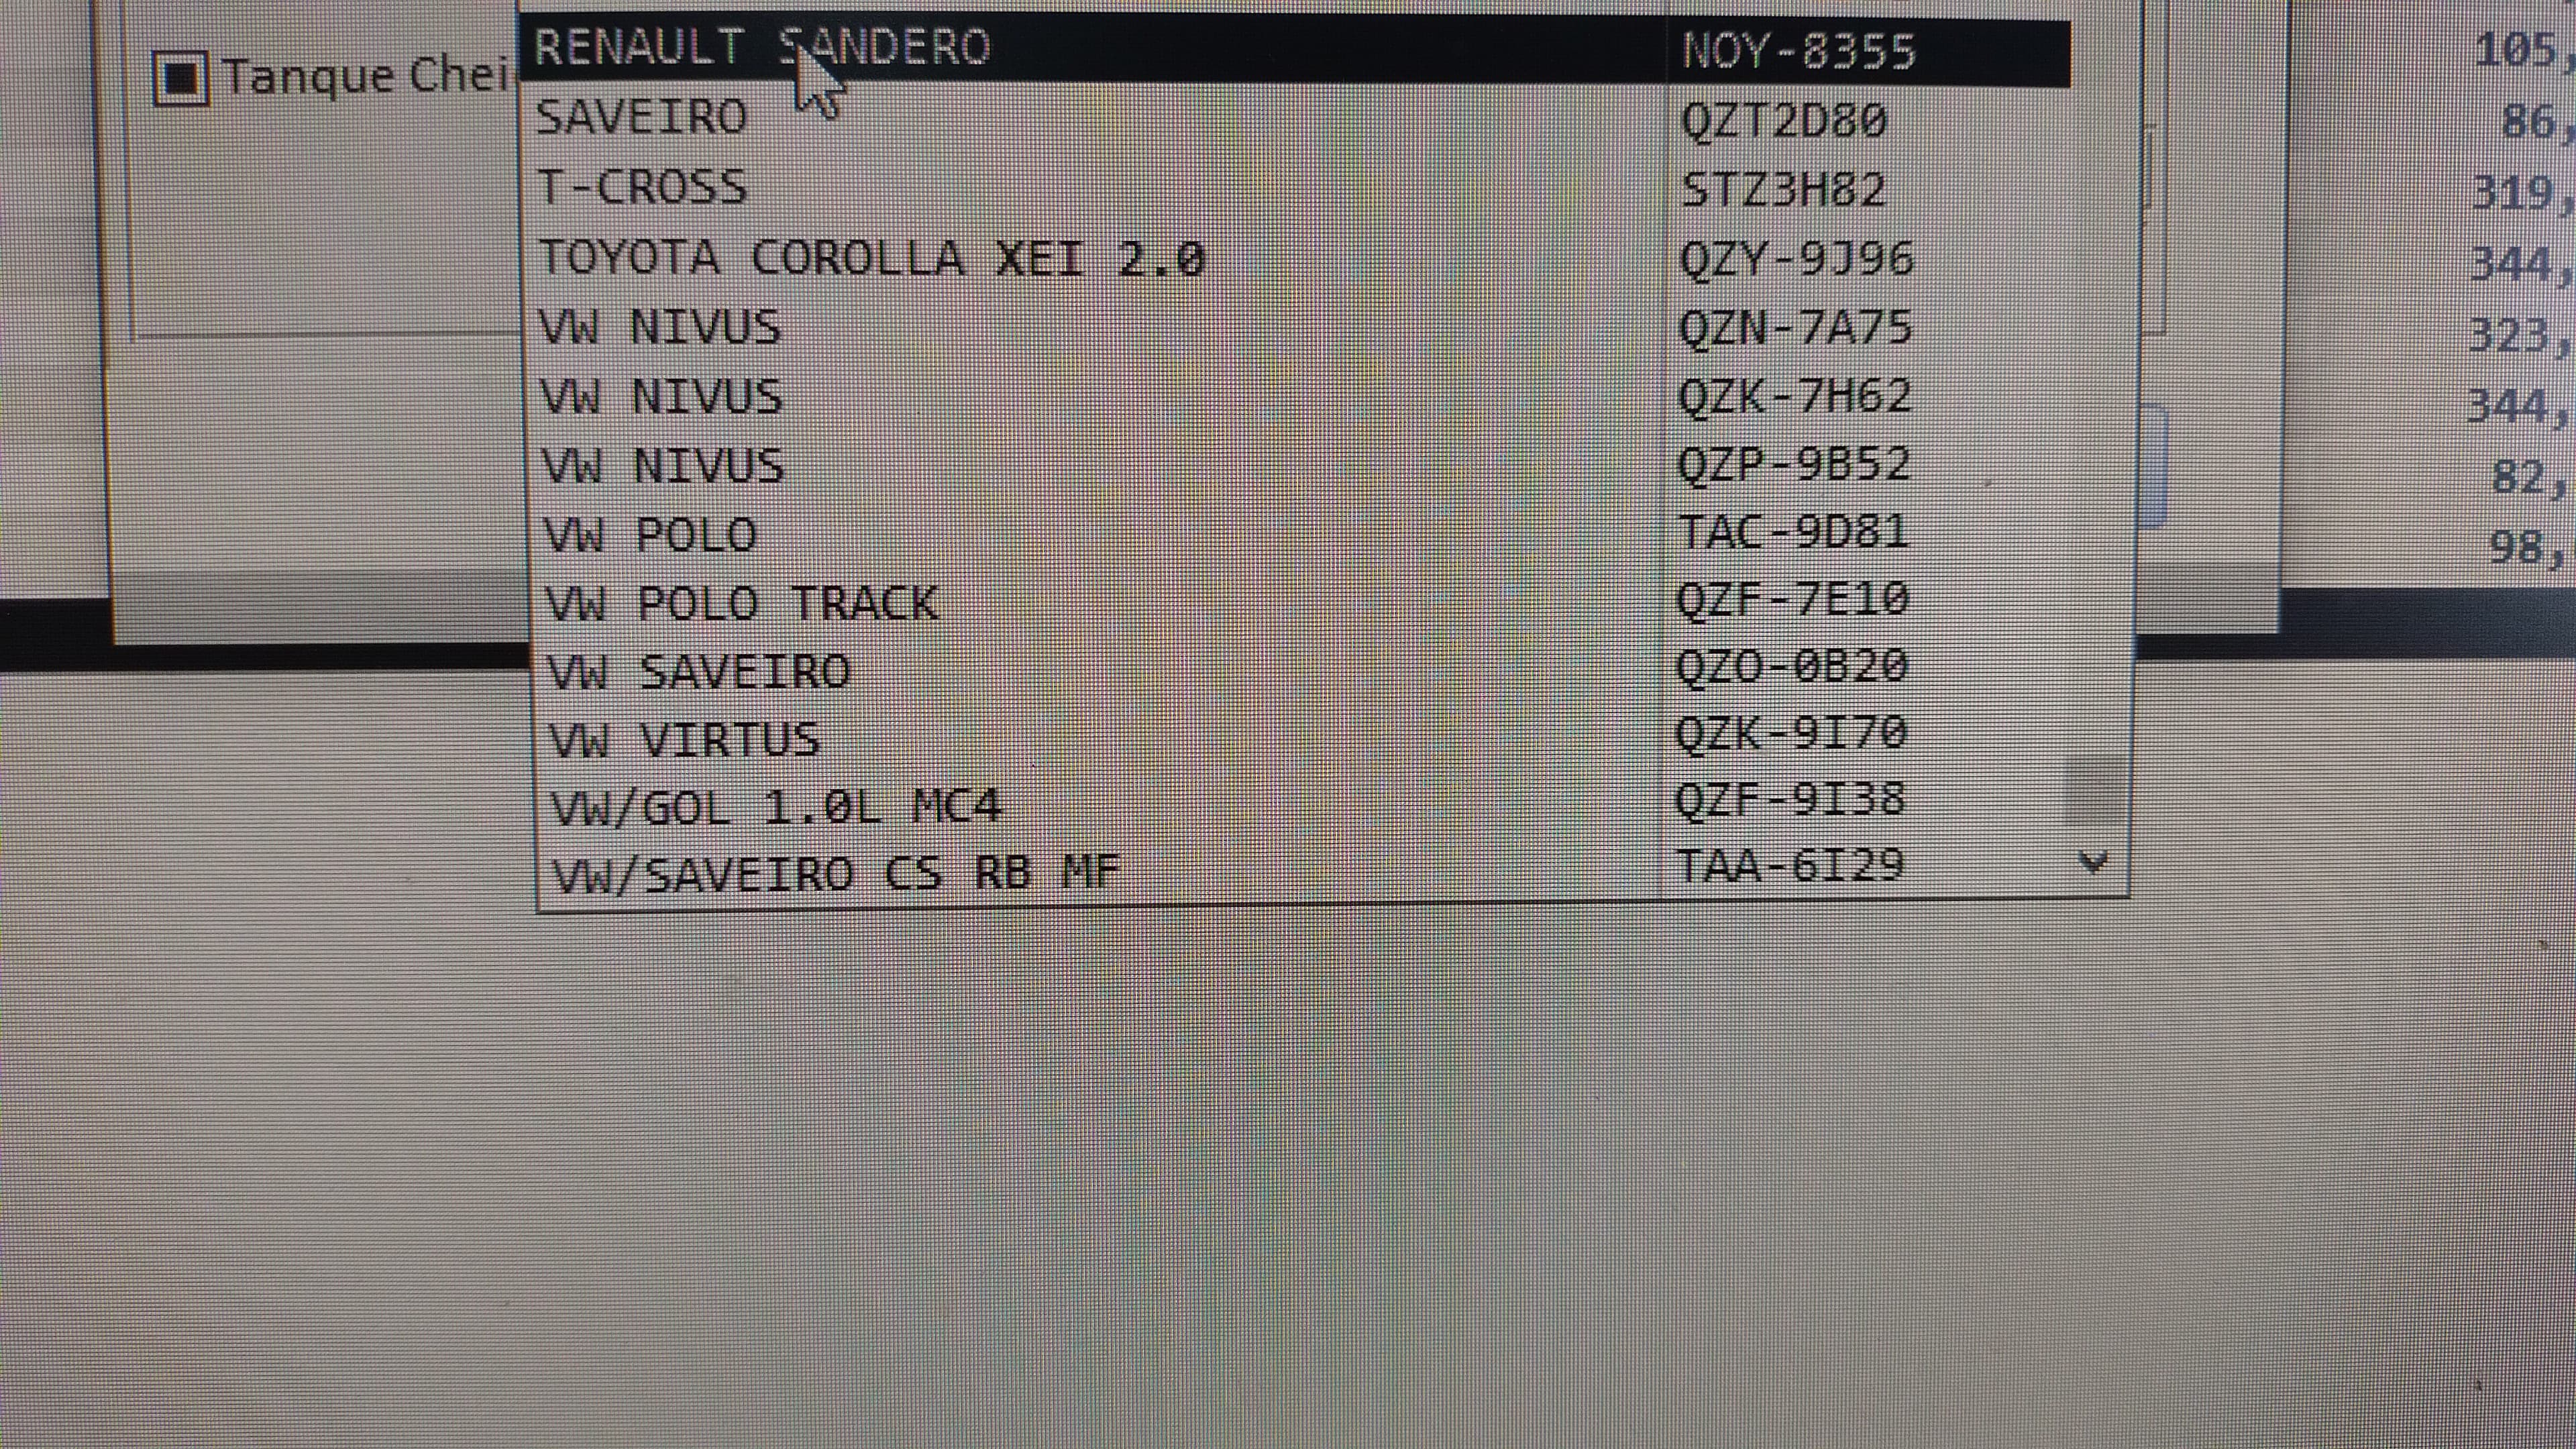 RENAULT SANDERO NOY-8355 105,
Tanque Chei
SAVEIRO QZT2D80 86,
T-CROSS STZ3H82 319,
TOYOTA COROLLA XEI 2.0 QZY-9J96 344,
VW NIVUS QZN-7A75 323,
VW NIVUS QZK-7H62 344,
VW NIVUS QZP-9B52 82,
VW POLO TAC-9D81 98,
VW POLO TRACK QZF-7E10
VW SAVEIRO QZO-0B20
VW VIRTUS QZK-9I70
VW/GOL 1.0L MC4 QZF-9I38
VW/SAVEIRO CS RB MF TAA-6I29